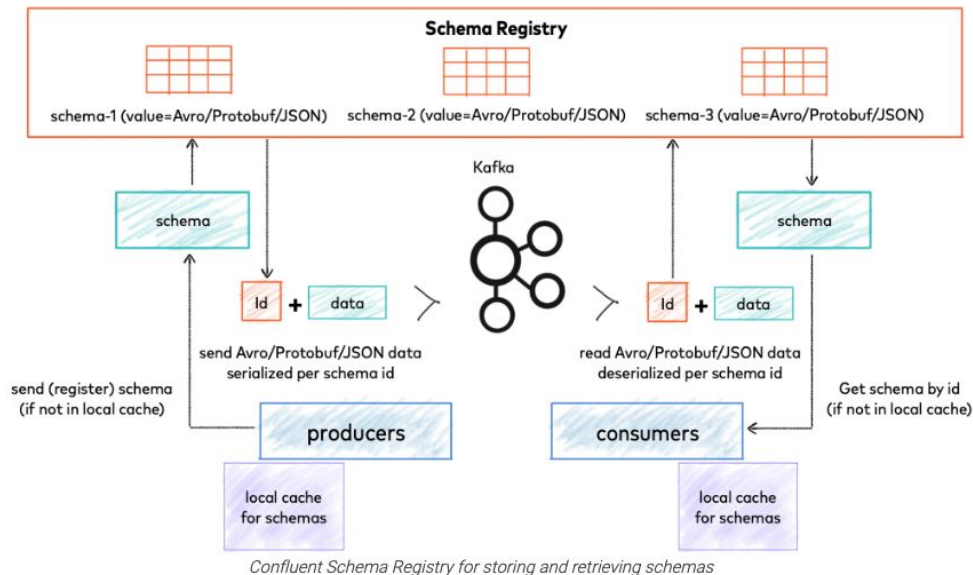 Schema Registry
schema-1 (value=Avro/Protobuf/JSON)
schema-2 (value=Avro/Protobuf/JSON)
schema-3 (value=Avro/Protobuf/JSON)
Kafka
schema
schema
Id + data
Id + data
send Avro/Protobuf/JSON data
serialized per schema id
read Avro/Protobuf/JSON data
deserialized per schema id
send (register) schema
(if not in local cache)
Get schema by id
(if not in local cache)
producers
consumers
local cache
for schemas
local cache
for schemas
Confluent Schema Registry for storing and retrieving schemas